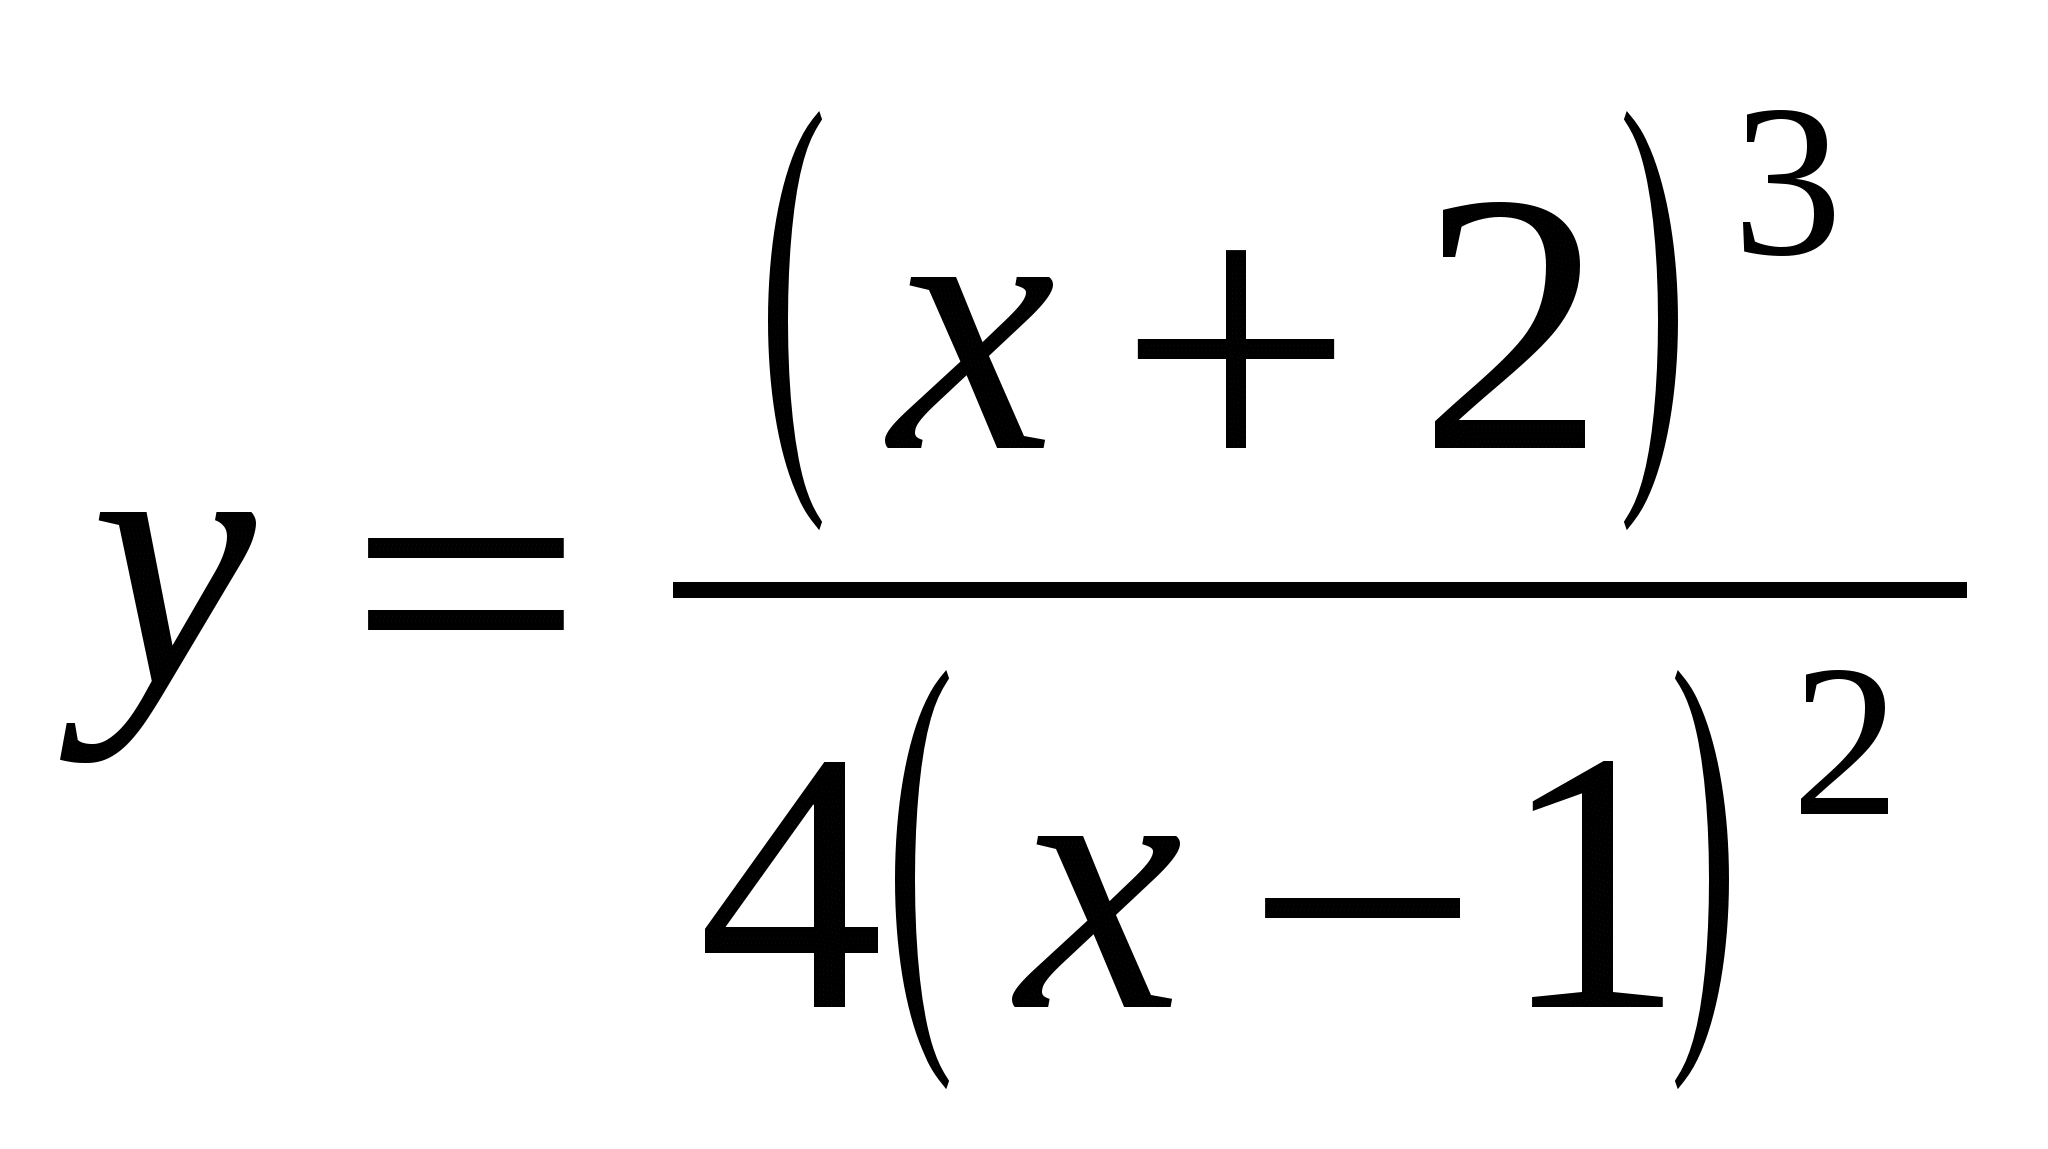 y = (x + 2)^3 / 4(x − 1)^2